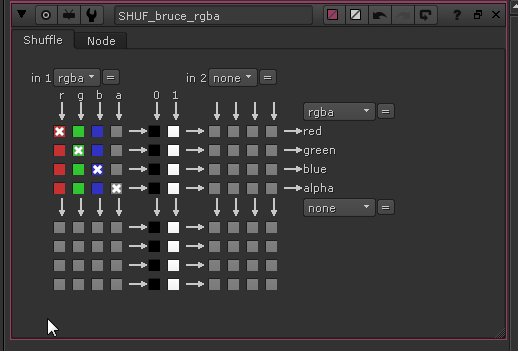 SHUF_bruce_rgba
Shuffle Node
in 1 rgba = in 2 none =
r g b a 0 1
rgba =
red
green
blue
alpha
none =